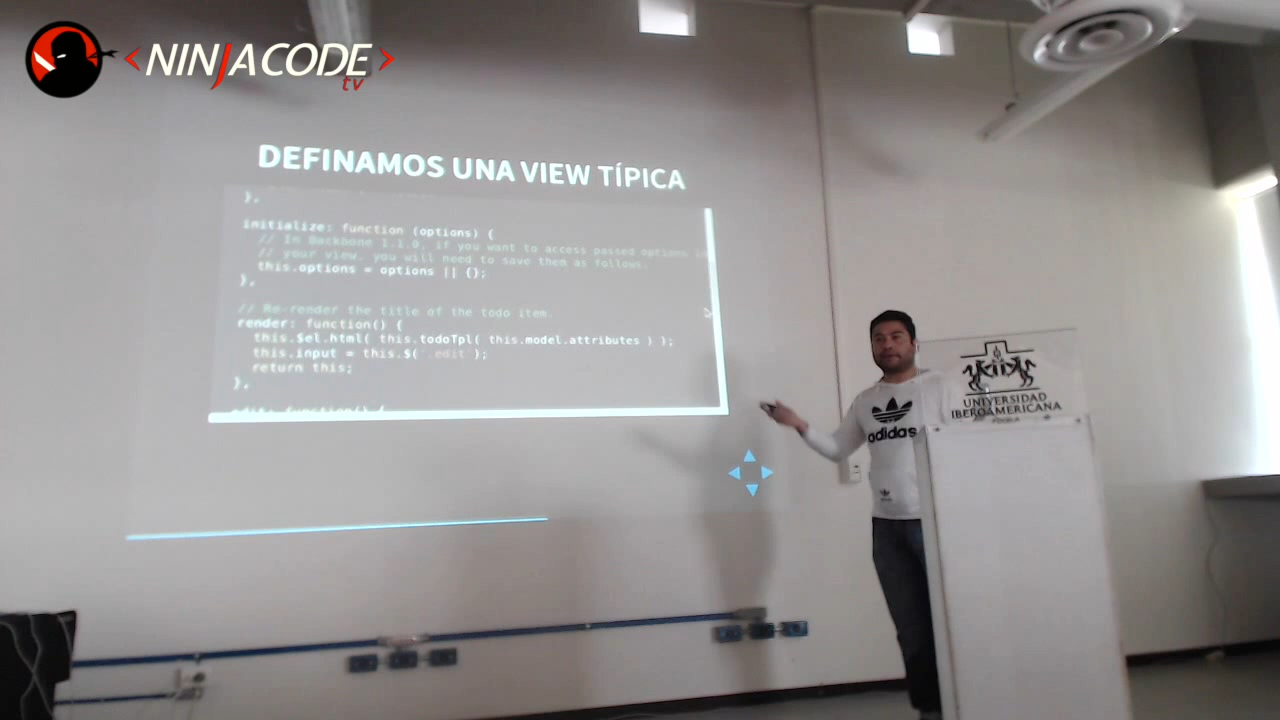 <NINJACODE>
tv
DEFINAMOS UNA VIEW TÍPICA
},
initialize: function (options) {
// In Backbone 1.1.0, if you want to access passed options in
// your view, you will need to save them as follows.
this.options = options || {};
},
// Re-render the title of the todo item.
render: function() {
this.$el.html( this.todoTpl( this.model.attributes ) );
this.input = this.$('.edit');
return this;
},
edit: function() {
adidas
UNIVERSIDAD
IBEROAMERICANA